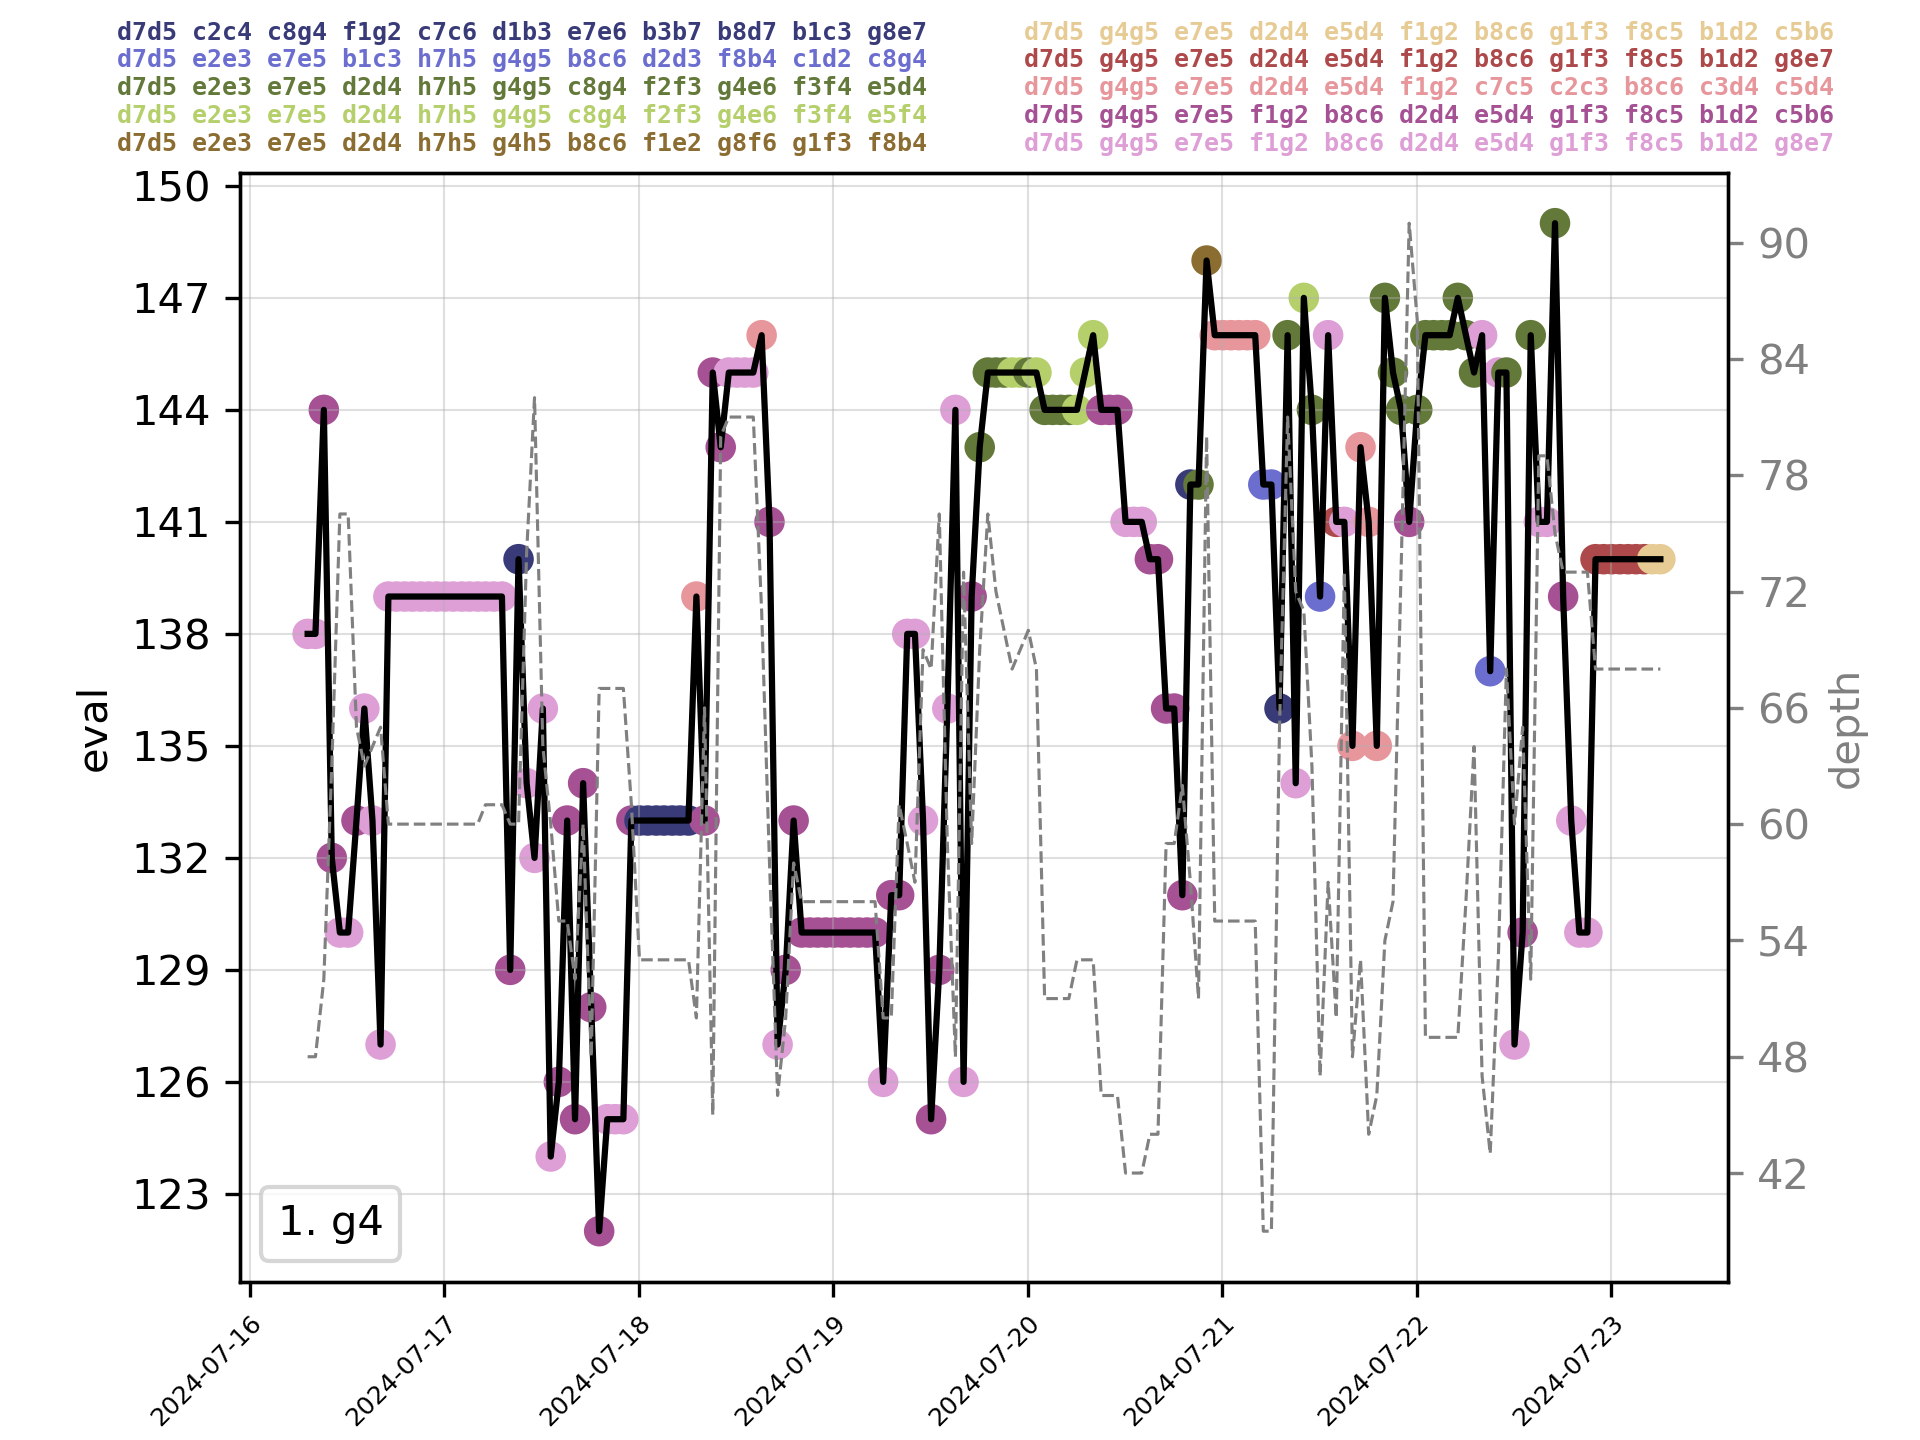 d7d5 c2c4 c8g4 f1g2 c7c6 d1b3 e7e6 b3b7 b8d7 b1c3 g8e7
d7d5 e2e3 e7e5 b1c3 h7h5 g4g5 b8c6 d2d3 f8b4 c1d2 c8g4
d7d5 e2e3 e7e5 d2d4 h7h5 g4g5 c8g4 f2f3 g4e6 f3f4 e5d4
d7d5 e2e3 e7e5 d2d4 h7h5 g4g5 c8g4 f2f3 g4e6 f3f4 e5f4
d7d5 e2e3 e7e5 d2d4 h7h5 g4h5 b8c6 f1e2 g8f6 g1f3 f8b4
d7d5 g4g5 e7e5 d2d4 e5d4 f1g2 b8c6 g1f3 f8c5 b1d2 c5b6
d7d5 g4g5 e7e5 d2d4 e5d4 f1g2 b8c6 g1f3 f8c5 b1d2 g8e7
d7d5 g4g5 e7e5 d2d4 e5d4 f1g2 c7c5 c2c3 b8c6 c3d4 c5d4
d7d5 g4g5 e7e5 f1g2 b8c6 d2d4 e5d4 g1f3 f8c5 b1d2 c5b6
d7d5 g4g5 e7e5 f1g2 b8c6 d2d4 e5d4 g1f3 f8c5 b1d2 g8e7
150
147
144
141
138
135
132
129
126
123
eval
90
84
78
72
66
60
54
48
42
depth
1. g4
2024-07-16
2024-07-17
2024-07-18
2024-07-19
2024-07-20
2024-07-21
2024-07-22
2024-07-23